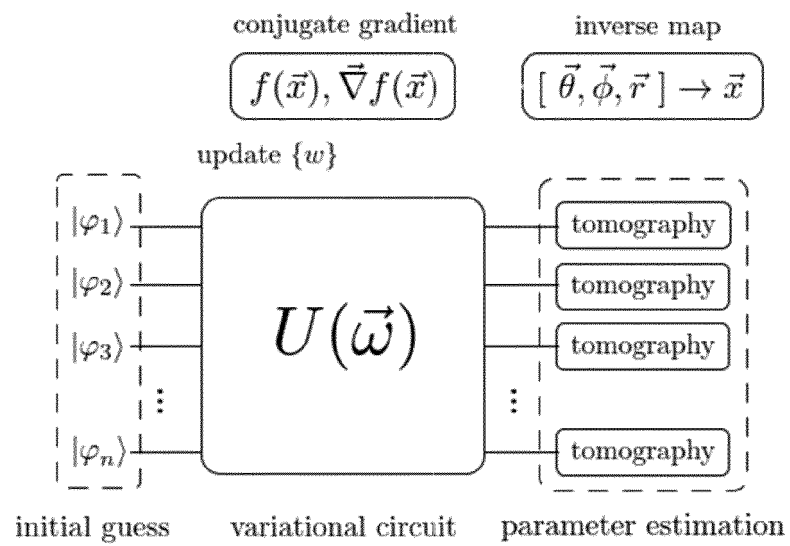 conjugate gradient
inverse map
f(x⃗), ∇⃗f(x⃗)
[ θ⃗, ϕ⃗, r⃗ ] → x⃗
update {w}
|φ₁⟩
tomography
|φ₂⟩
tomography
U(ω⃗)
|φ₃⟩
tomography
⋮
⋮
|φₙ⟩
tomography
initial guess
variational circuit
parameter estimation